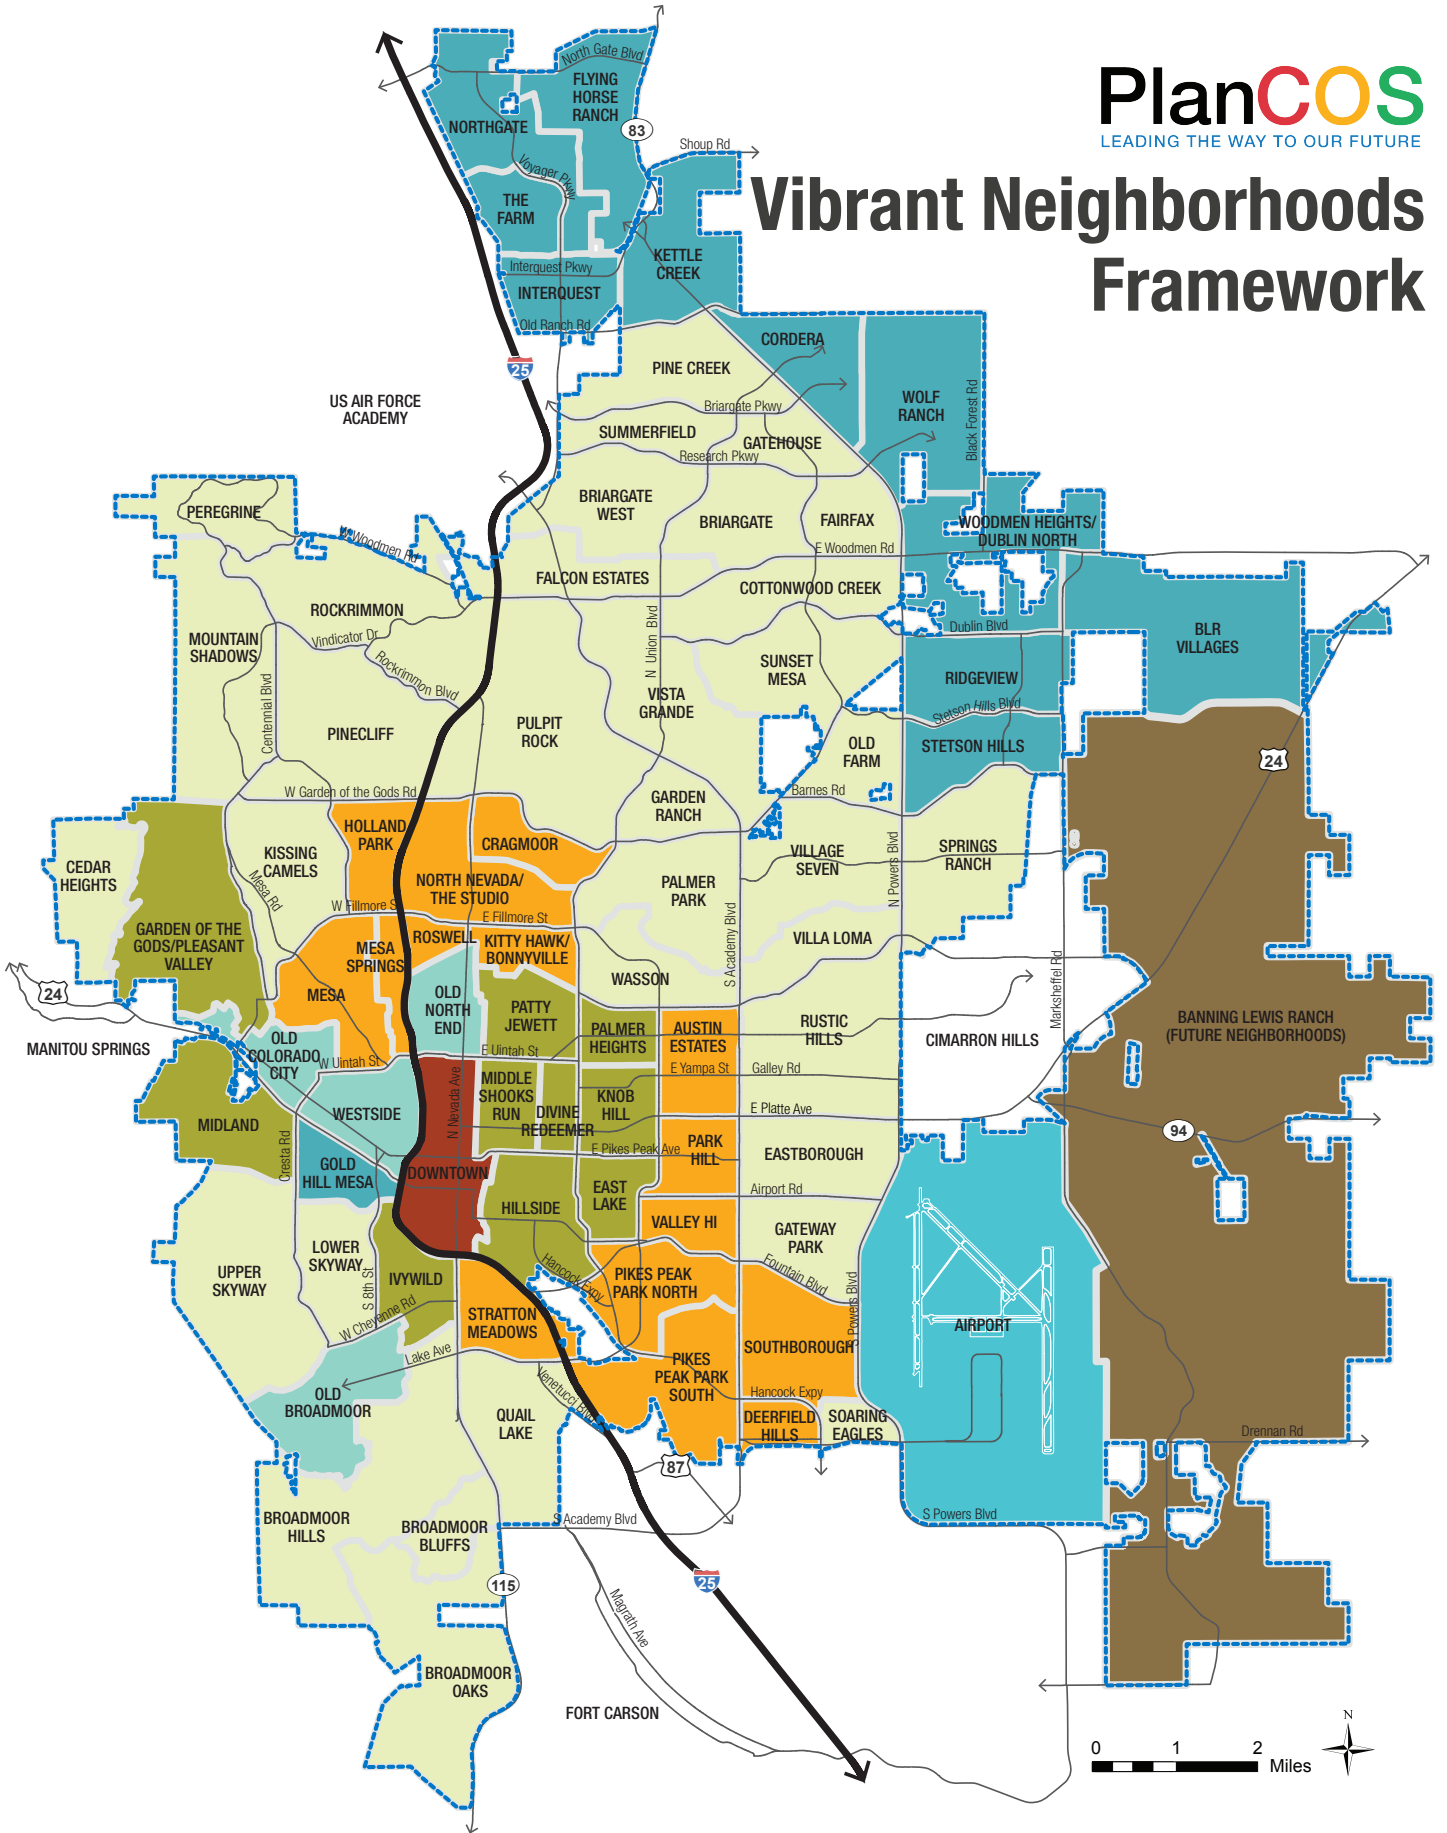 PlanCOS
LEADING THE WAY TO OUR FUTURE
Vibrant Neighborhoods
Framework
North Gate Blvd
FLYING
HORSE
RANCH
83
NORTHGATE
Shoup Rd
Voyager Pkwy
THE
FARM
KETTLE
CREEK
Interquest Pkwy
INTERQUEST
Old Ranch Rd
CORDERA
25
PINE CREEK
US AIR FORCE
ACADEMY
WOLF
RANCH
Black Forest Rd
Briargate Pkwy
SUMMERFIELD
GATEHOUSE
Research Pkwy
BRIARGATE
WEST
PEREGRINE
BRIARGATE
FAIRFAX
WOODMEN HEIGHTS/
DUBLIN NORTH
W Woodmen Rd
E Woodmen Rd
FALCON ESTATES
COTTONWOOD CREEK
ROCKRIMMON
Dublin Blvd
BLR
VILLAGES
Vindicator Dr
MOUNTAIN
SHADOWS
N Union Blvd
SUNSET
MESA
Rockrimmon Blvd
RIDGEVIEW
VISTA
GRANDE
Centennial Blvd
Stetson Hills Blvd
PINECLIFF
PULPIT
ROCK
OLD
FARM
STETSON HILLS
24
W Garden of the Gods Rd
GARDEN
RANCH
Barnes Rd
HOLLAND
PARK
CRAGMOOR
CEDAR
HEIGHTS
KISSING
CAMELS
VILLAGE
SEVEN
N Powers Blvd
SPRINGS
RANCH
Mesa Rd
NORTH NEVADA/
THE STUDIO
PALMER
PARK
W Fillmore S
E Fillmore St
GARDEN OF THE
GODS/PLEASANT
VALLEY
MESA
SPRINGS
ROSWELL
KITTY HAWK/
BONNYVILLE
S Academy Blvd
VILLA LOMA
WASSON
24
MESA
OLD
NORTH
END
PATTY
JEWETT
Marksheffel Rd
PALMER
HEIGHTS
AUSTIN
ESTATES
RUSTIC
HILLS
CIMARRON HILLS
BANNING LEWIS RANCH
(FUTURE NEIGHBORHOODS)
MANITOU SPRINGS
OLD
COLORADO
CITY
W Uintah St
E Uintah St
E Yampa St
Galley Rd
MIDDLE
SHOOKS
RUN
DIVINE
REDEEMER
KNOB
HILL
N Nevada Ave
MIDLAND
WESTSIDE
E Platte Ave
94
Cresta Rd
GOLD
HILL MESA
DOWNTOWN
E Pikes Peak Ave
PARK
HILL
EASTBOROUGH
HILLSIDE
EAST
LAKE
Airport Rd
VALLEY HI
GATEWAY
PARK
UPPER
SKYWAY
LOWER
SKYWAY
S 8th St
IVYWILD
Hancock Expy
PIKES PEAK
PARK NORTH
Fountain Blvd
S Powers Blvd
W Cheyenne Rd
STRATTON
MEADOWS
AIRPORT
Lake Ave
SOUTHBOROUGH
PIKES
PEAK PARK
SOUTH
OLD
BROADMOOR
Venetucci Blvd
Hancock Expy
QUAIL
LAKE
DEERFIELD
HILLS
SOARING
EAGLES
Drennan Rd
87
BROADMOOR
HILLS
BROADMOOR
BLUFFS
S Academy Blvd
S Powers Blvd
115
25
Magrath Ave
BROADMOOR
OAKS
FORT CARSON
N
0 1 2
Miles